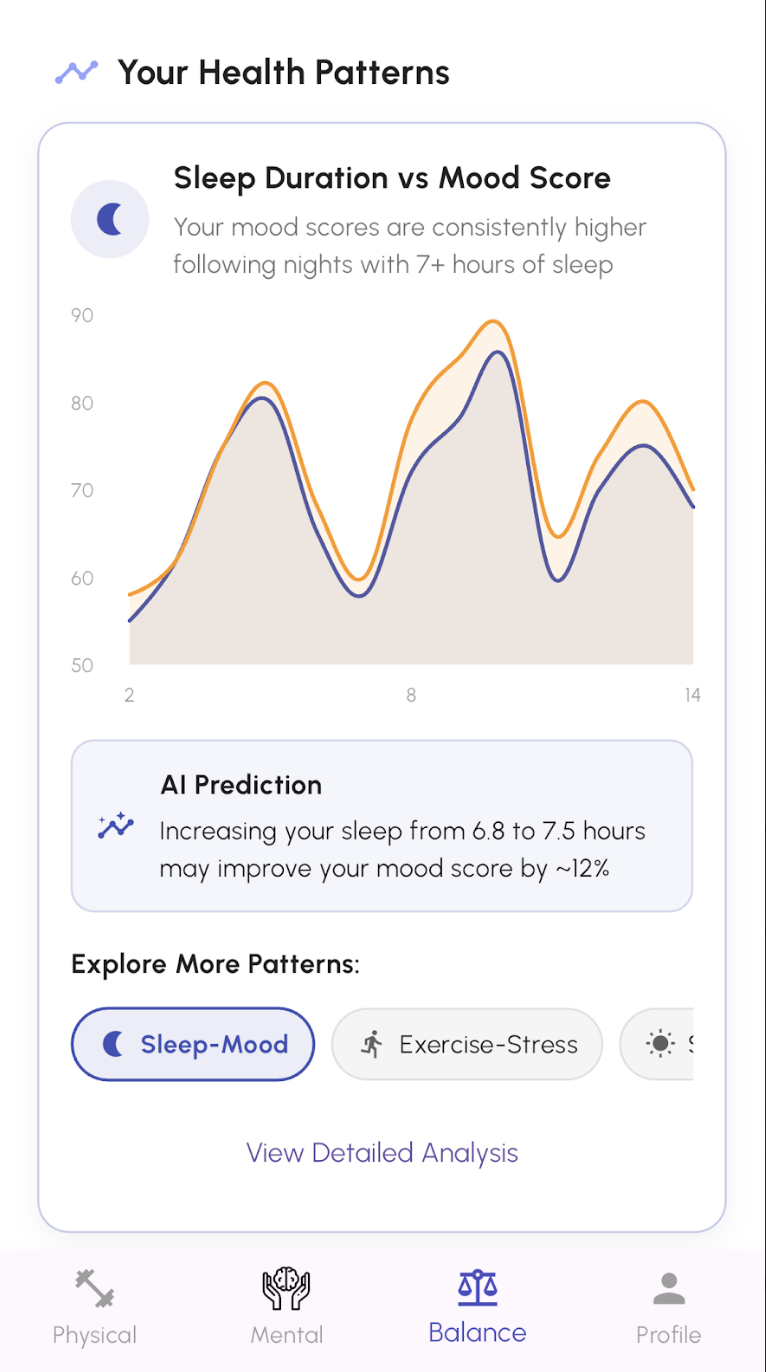 Your Health Patterns
Sleep Duration vs Mood Score
Your mood scores are consistently higher
following nights with 7+ hours of sleep
90
80
70
60
50
2 8 14
AI Prediction
Increasing your sleep from 6.8 to 7.5 hours
may improve your mood score by ~12%
Explore More Patterns:
Sleep-Mood Exercise-Stress
View Detailed Analysis
Physical Mental Balance Profile